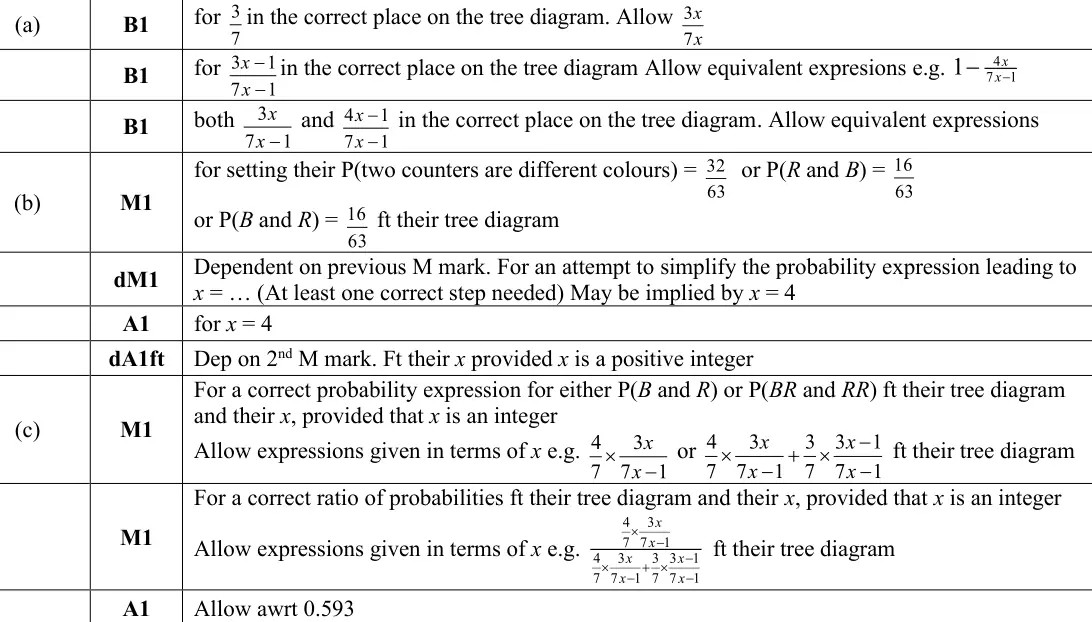 (a) B1 for 3/7 in the correct place on the tree diagram. Allow 3x/7x
B1 for (3x − 1)/(7x − 1) in the correct place on the tree diagram Allow equivalent expresions e.g. 1 − 4x/(7x−1)
B1 both 3x/(7x − 1) and (4x − 1)/(7x − 1) in the correct place on the tree diagram. Allow equivalent expressions
(b) M1 for setting their P(two counters are different colours) = 32/63 or P(R and B) = 16/63
or P(B and R) = 16/63 ft their tree diagram
dM1 Dependent on previous M mark. For an attempt to simplify the probability expression leading to
x = … (At least one correct step needed) May be implied by x = 4
A1 for x = 4
dA1ft Dep on 2nd M mark. Ft their x provided x is a positive integer
(c) M1 For a correct probability expression for either P(B and R) or P(BR and RR) ft their tree diagram
and their x, provided that x is an integer
Allow expressions given in terms of x e.g. 4/7 × 3x/(7x − 1) or 4/7 × 3x/(7x − 1) + 3/7 × (3x − 1)/(7x − 1) ft their tree diagram
M1 For a correct ratio of probabilities ft their tree diagram and their x, provided that x is an integer
Allow expressions given in terms of x e.g. (4/7 × 3x/(7x−1))/(4/7 × 3x/(7x−1) + 3/7 × (3x−1)/(7x−1)) ft their tree diagram
A1 Allow awrt 0.593